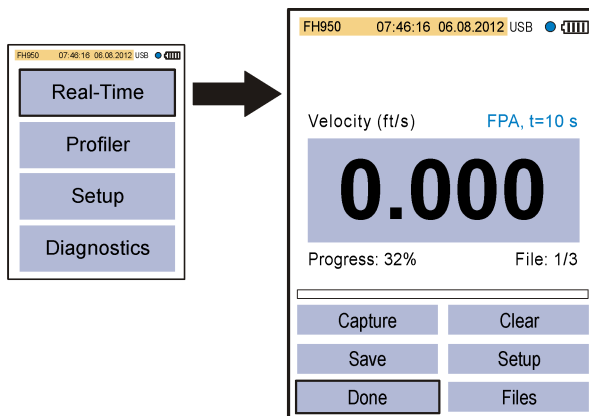 FH950 07:46:16 06.08.2012 USB
Real-Time
Profiler
Setup
Diagnostics
FH950 07:46:16 06.08.2012 USB
Velocity (ft/s) FPA, t=10 s
0.000
Progress: 32% File: 1/3
Capture Clear
Save Setup
Done Files